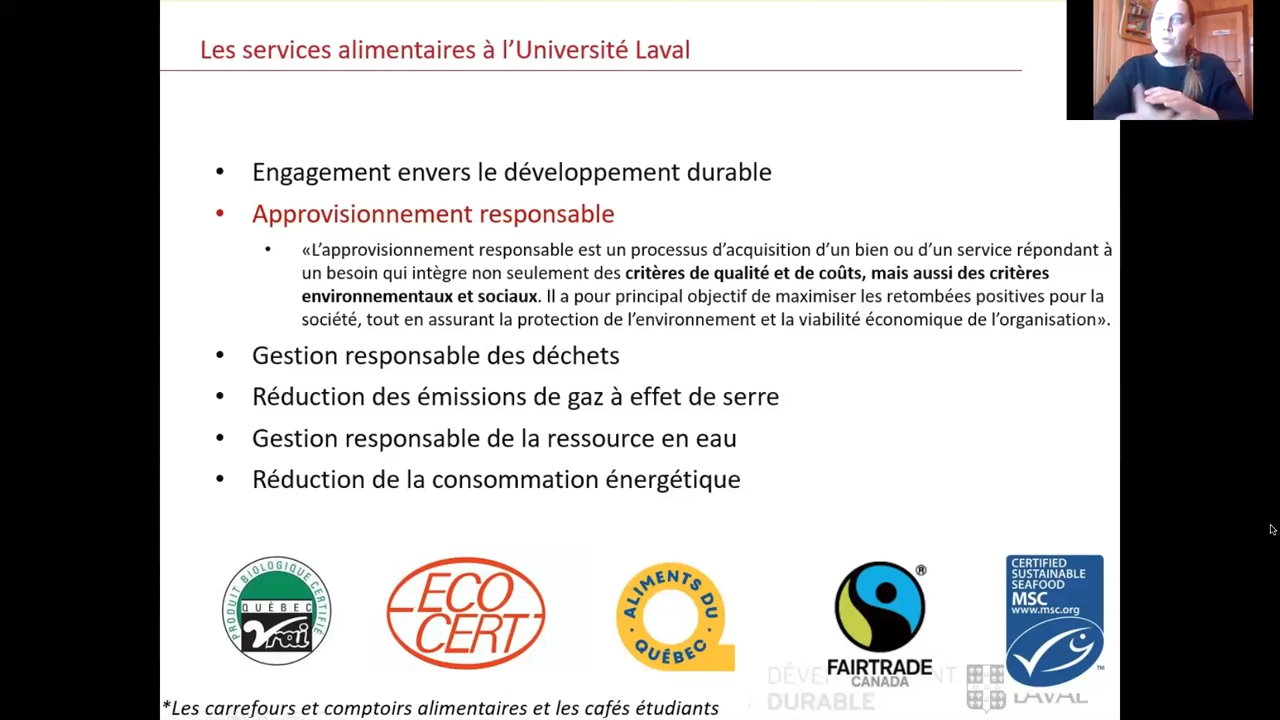 Les services alimentaires à l’Université Laval
• Engagement envers le développement durable
• Approvisionnement responsable
• «L’approvisionnement responsable est un processus d’acquisition d’un bien ou d’un service répondant à
un besoin qui intègre non seulement des critères de qualité et de coûts, mais aussi des critères
environnementaux et sociaux. Il a pour principal objectif de maximiser les retombées positives pour la
société, tout en assurant la protection de l’environnement et la viabilité économique de l’organisation».
• Gestion responsable des déchets
• Réduction des émissions de gaz à effet de serre
• Gestion responsable de la ressource en eau
• Réduction de la consommation énergétique
PRODUIT BIOLOGIQUE CERTIFIÉ
QUÉBEC
Vrai
ECO
CERT
ALIMENTS DU
QUÉBEC
®
FAIRTRADE
CANADA
CERTIFIED
SUSTAINABLE
SEAFOOD
MSC
www.msc.org
TM
DURABLE
LAVAL
*Les carrefours et comptoirs alimentaires et les cafés étudiants